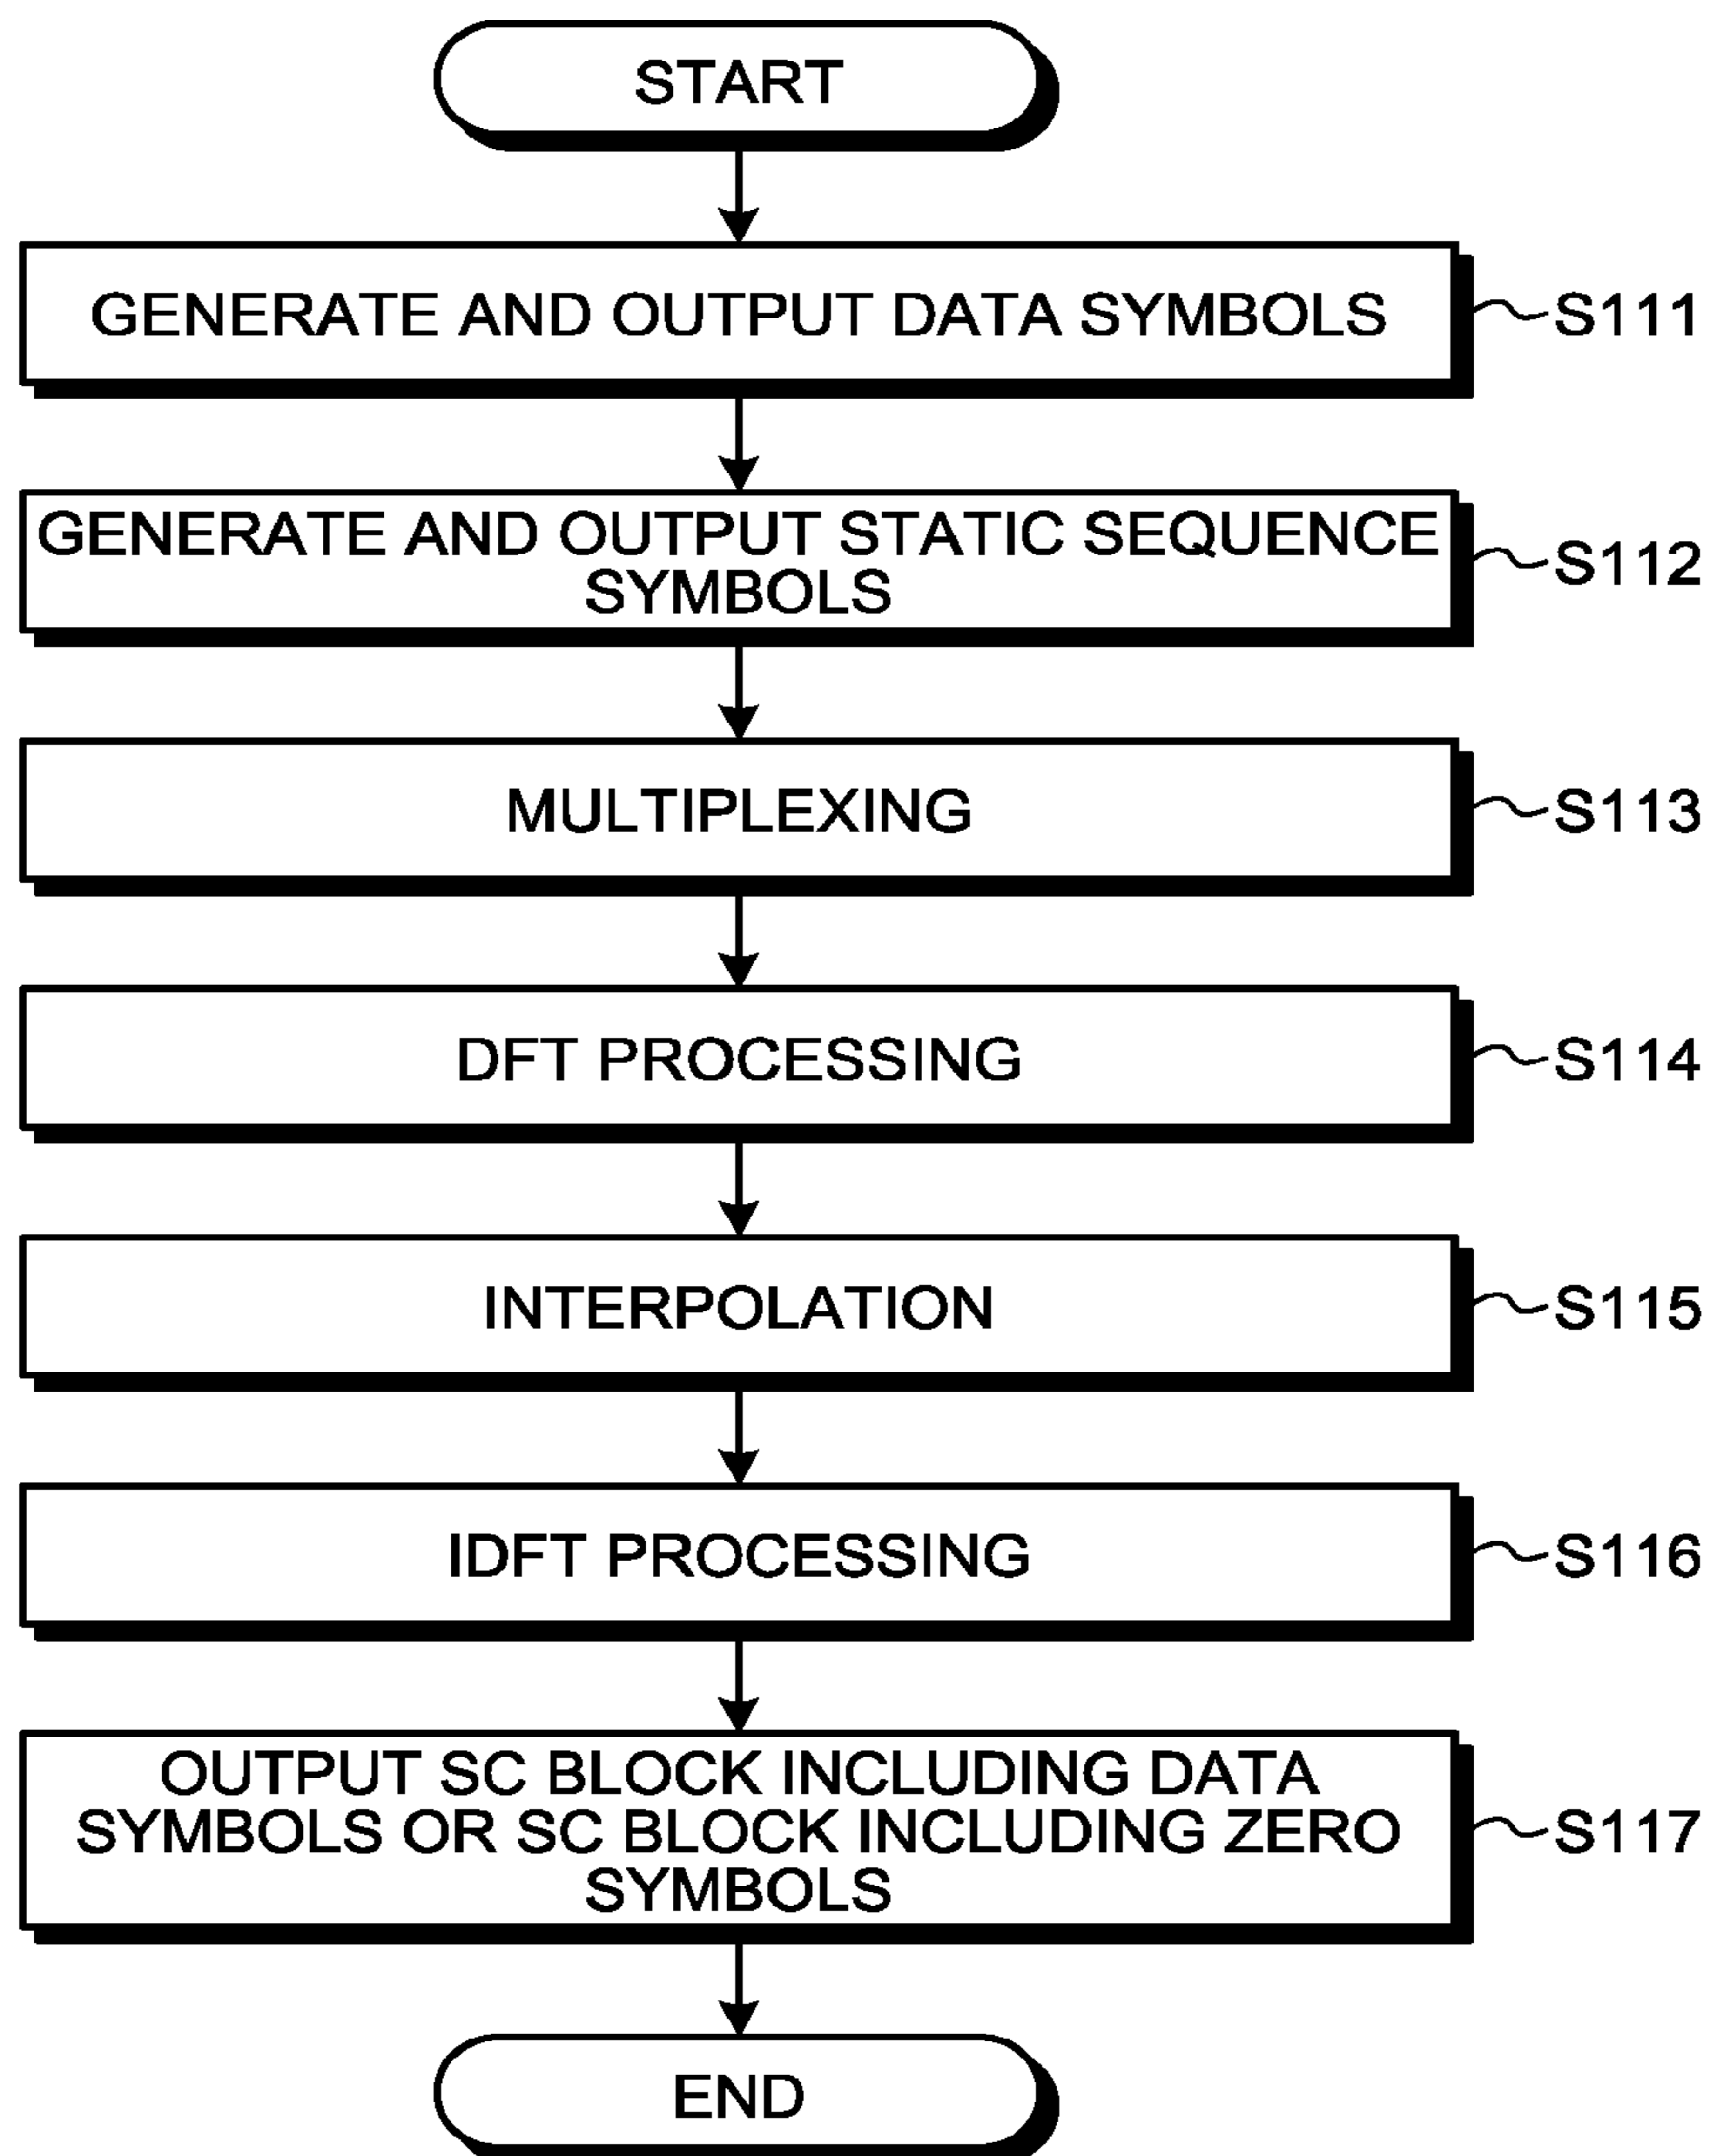 START
GENERATE AND OUTPUT DATA SYMBOLS
S111
GENERATE AND OUTPUT STATIC SEQUENCE
SYMBOLS
S112
MULTIPLEXING
S113
DFT PROCESSING
S114
INTERPOLATION
S115
IDFT PROCESSING
S116
OUTPUT SC BLOCK INCLUDING DATA
SYMBOLS OR SC BLOCK INCLUDING ZERO
SYMBOLS
S117
END